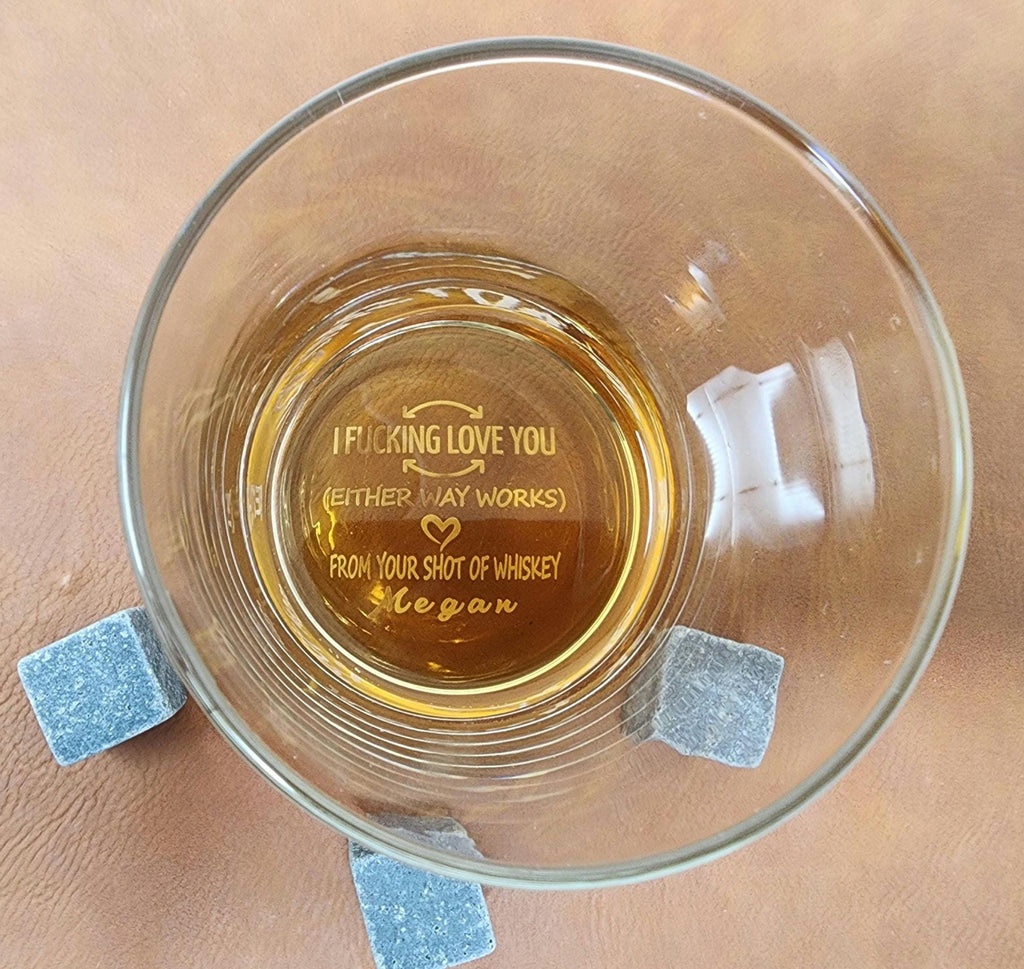 I FUCKING LOVE YOU
(EITHER WAY WORKS)
FROM YOUR SHOT OF WHISKEY
Megan